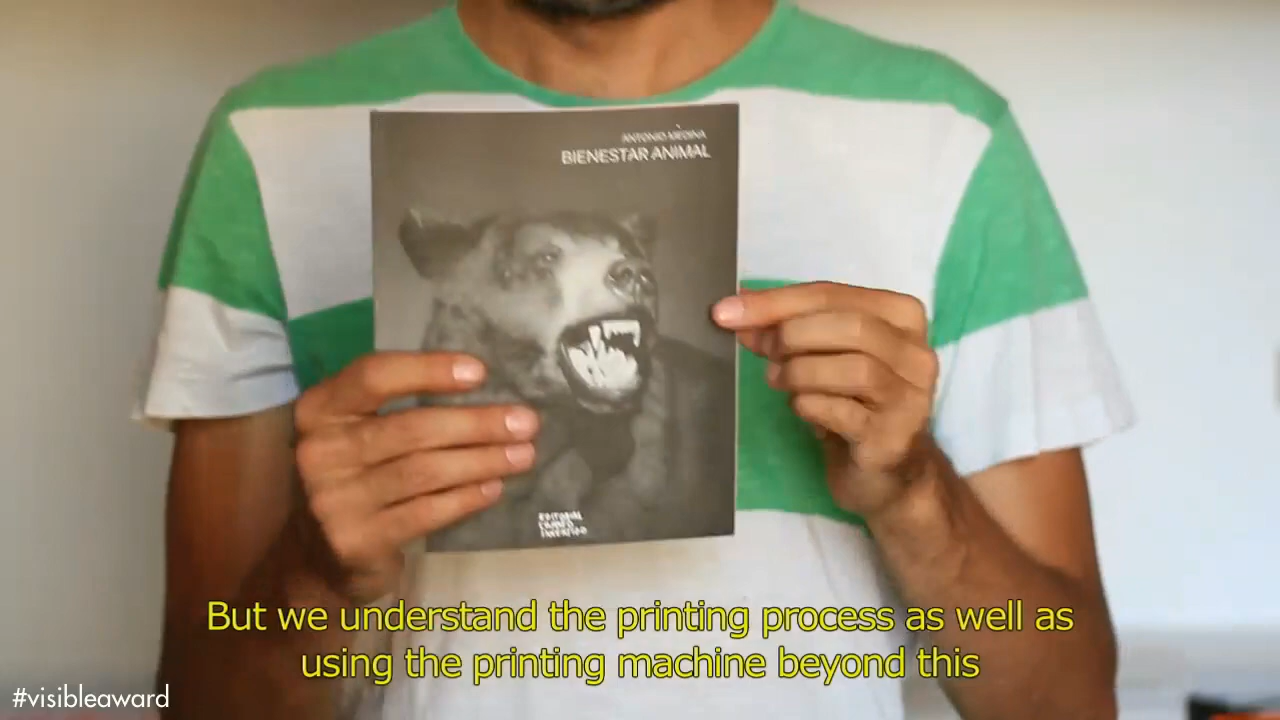 ANTONIO MEDINA
BIENESTAR ANIMAL
EDITORIAL
But we understand the printing process as well as
using the printing machine beyond this
#visibleaward